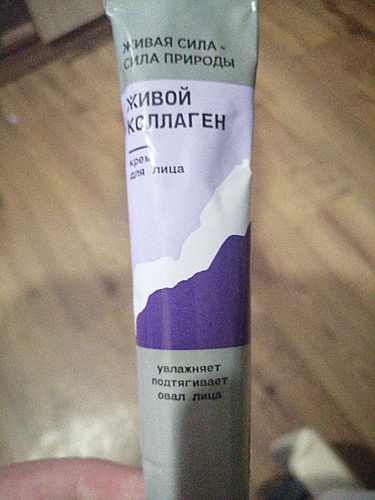 ЖИВАЯ СИЛА -
СИЛА ПРИРОДЫ
ЖИВОЙ
КОЛЛАГЕН
крем
для лица
увлажняет
подтягивает
овал лица